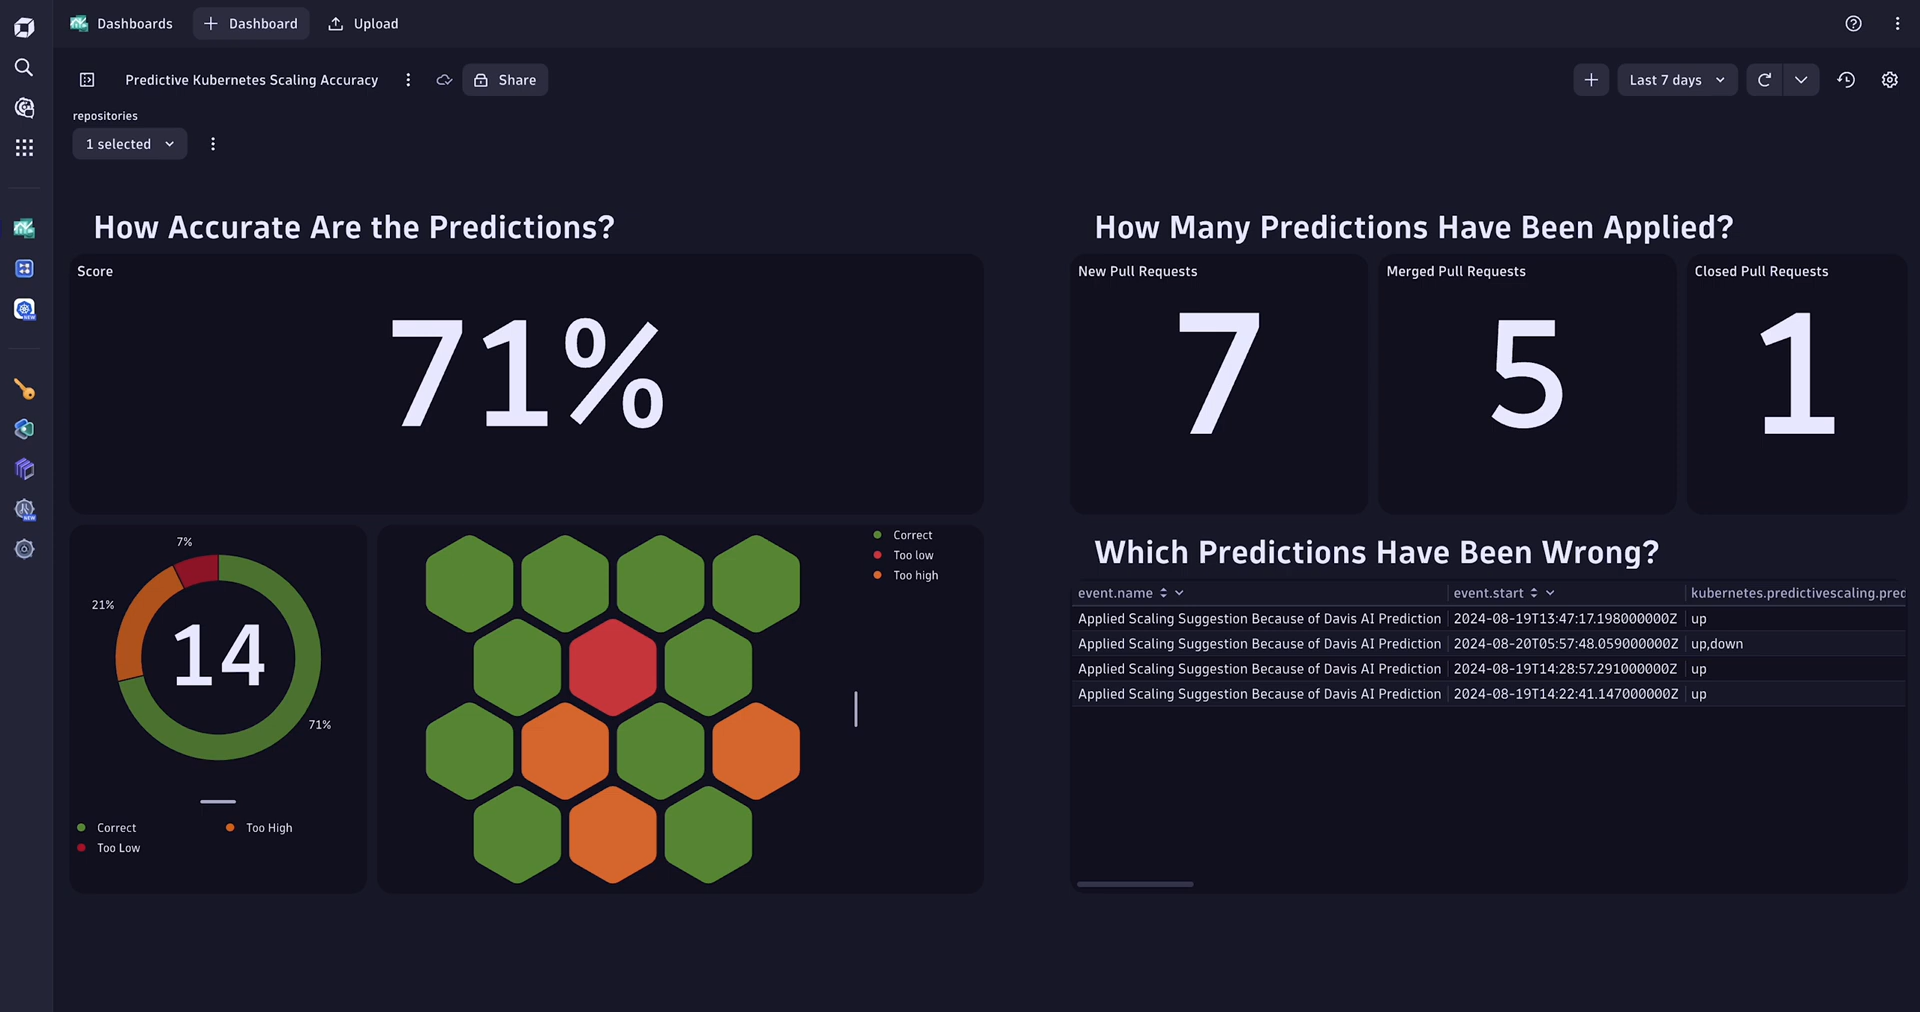 Dashboards
Dashboard
Upload
Predictive Kubernetes Scaling Accuracy
Share
Last 7 days
repositories
1 selected
How Accurate Are the Predictions?
Score
71%
7%
21%
14
71%
Correct
Too High
Too Low
Correct
Too low
Too high
How Many Predictions Have Been Applied?
New Pull Requests
7
Merged Pull Requests
5
Closed Pull Requests
1
Which Predictions Have Been Wrong?
event.name event.start kubernetes.predictivescaling.pred
Applied Scaling Suggestion Because of Davis AI Prediction 2024-08-19T13:47:17.198000000Z up
Applied Scaling Suggestion Because of Davis AI Prediction 2024-08-20T05:57:48.059000000Z up,down
Applied Scaling Suggestion Because of Davis AI Prediction 2024-08-19T14:28:57.291000000Z up
Applied Scaling Suggestion Because of Davis AI Prediction 2024-08-19T14:22:41.147000000Z up
NEW
NEW